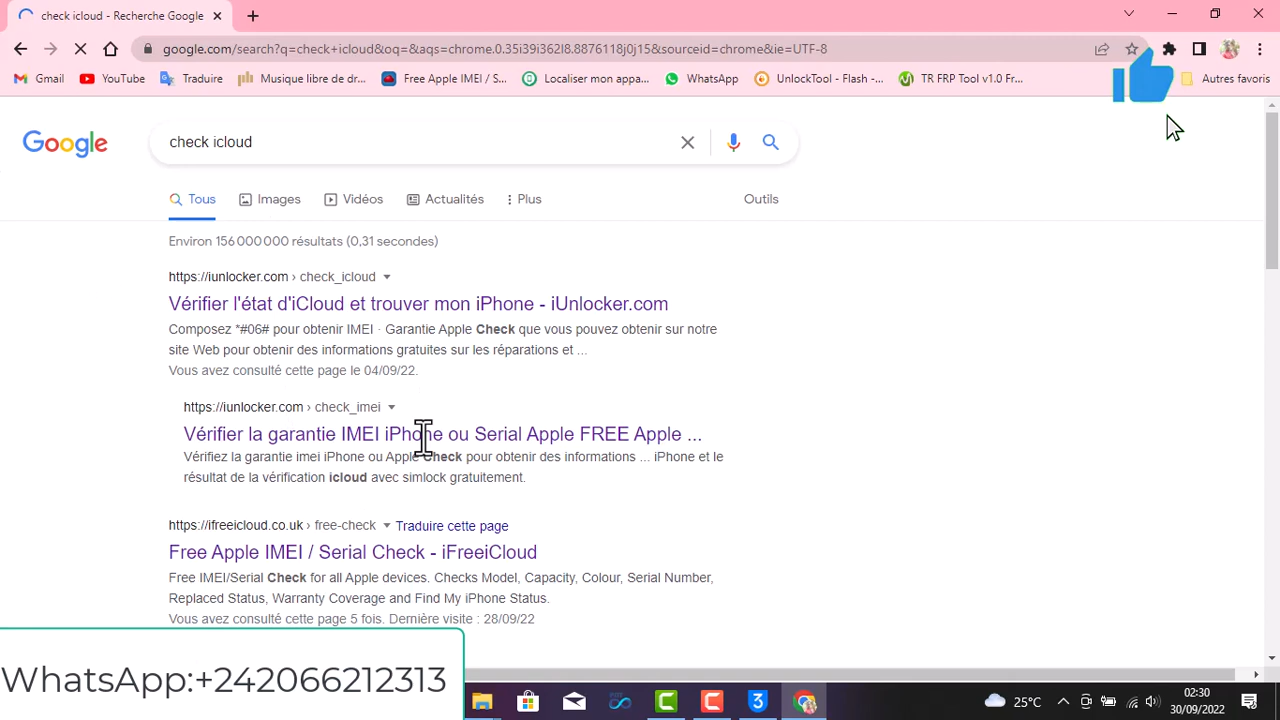 check icloud - Recherche Google
google.com/search?q=check+icloud&oq=&aqs=chrome.0.35i39i362l8.8876118j0j15&sourceid=chrome&ie=UTF-8
Gmail
YouTube
Traduire
Musique libre de dr...
Free Apple IMEI / S...
Localiser mon appa...
WhatsApp
UnlockTool - Flash -...
TR FRP Tool v1.0 Fr...
Autres favoris
Google
check icloud
Tous
Images
Vidéos
Actualités
Plus
Outils
Environ 156 000 000 résultats (0,31 secondes)
https://iunlocker.com › check_icloud
Vérifier l'état d'iCloud et trouver mon iPhone - iUnlocker.com
Composez *#06# pour obtenir IMEI · Garantie Apple Check que vous pouvez obtenir sur notre
site Web pour obtenir des informations gratuites sur les réparations et ...
Vous avez consulté cette page le 04/09/22.
https://iunlocker.com › check_imei
Vérifier la garantie IMEI iPhone ou Serial Apple FREE Apple ...
Vérifiez la garantie imei iPhone ou Apple Check pour obtenir des informations ... iPhone et le
résultat de la vérification icloud avec simlock gratuitement.
https://ifreeicloud.co.uk › free-check
Traduire cette page
Free Apple IMEI / Serial Check - iFreeiCloud
Free IMEI/Serial Check for all Apple devices. Checks Model, Capacity, Colour, Serial Number,
Replaced Status, Warranty Coverage and Find My iPhone Status.
Vous avez consulté cette page 5 fois. Dernière visite : 28/09/22
WhatsApp:+242066212313
25°C
02:30
30/09/2022